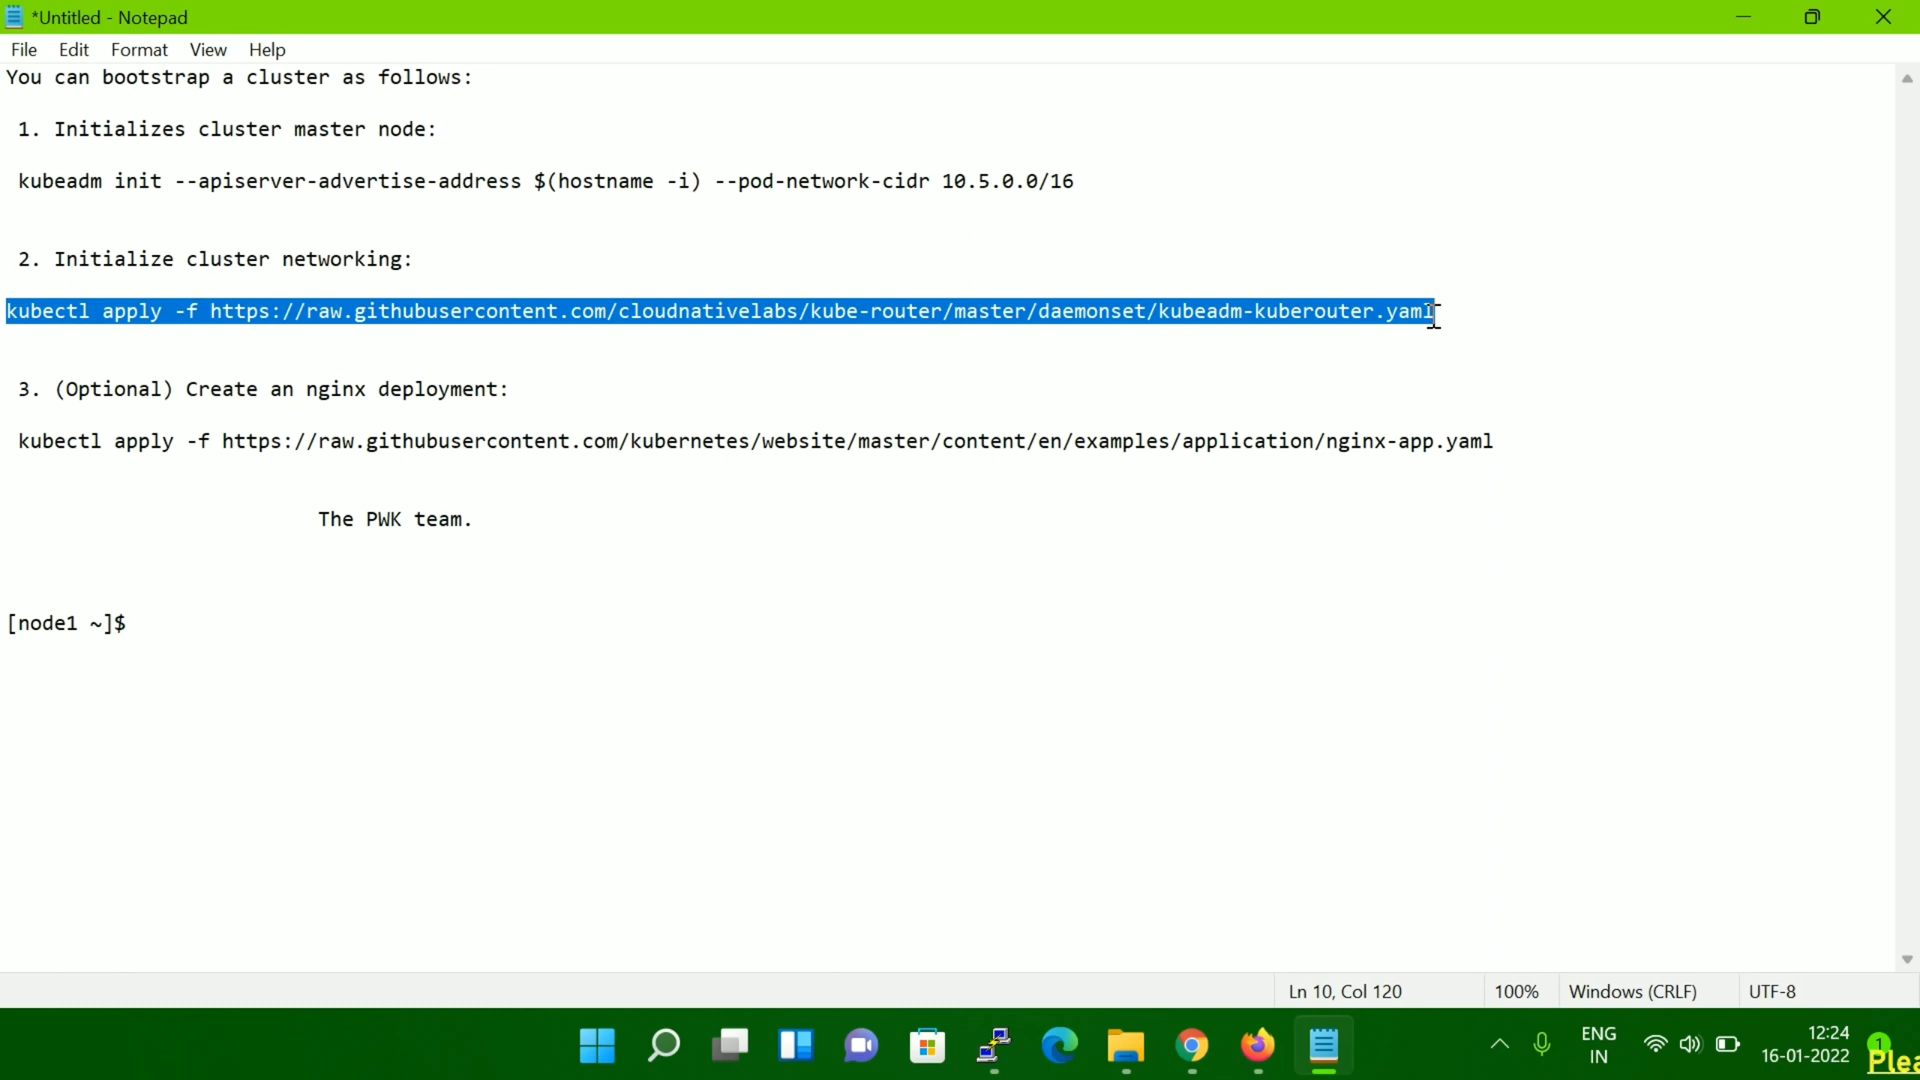 *Untitled - Notepad
File Edit Format View Help
You can bootstrap a cluster as follows:
1. Initializes cluster master node:
kubeadm init --apiserver-advertise-address $(hostname -i) --pod-network-cidr 10.5.0.0/16
2. Initialize cluster networking:
kubectl apply -f https://raw.githubusercontent.com/cloudnativelabs/kube-router/master/daemonset/kubeadm-kuberouter.yaml
3. (Optional) Create an nginx deployment:
kubectl apply -f https://raw.githubusercontent.com/kubernetes/website/master/content/en/examples/application/nginx-app.yaml
The PWK team.
[node1 ~]$
Ln 10, Col 120 100% Windows (CRLF) UTF-8
ENG 12:24
IN 16-01-2022
1